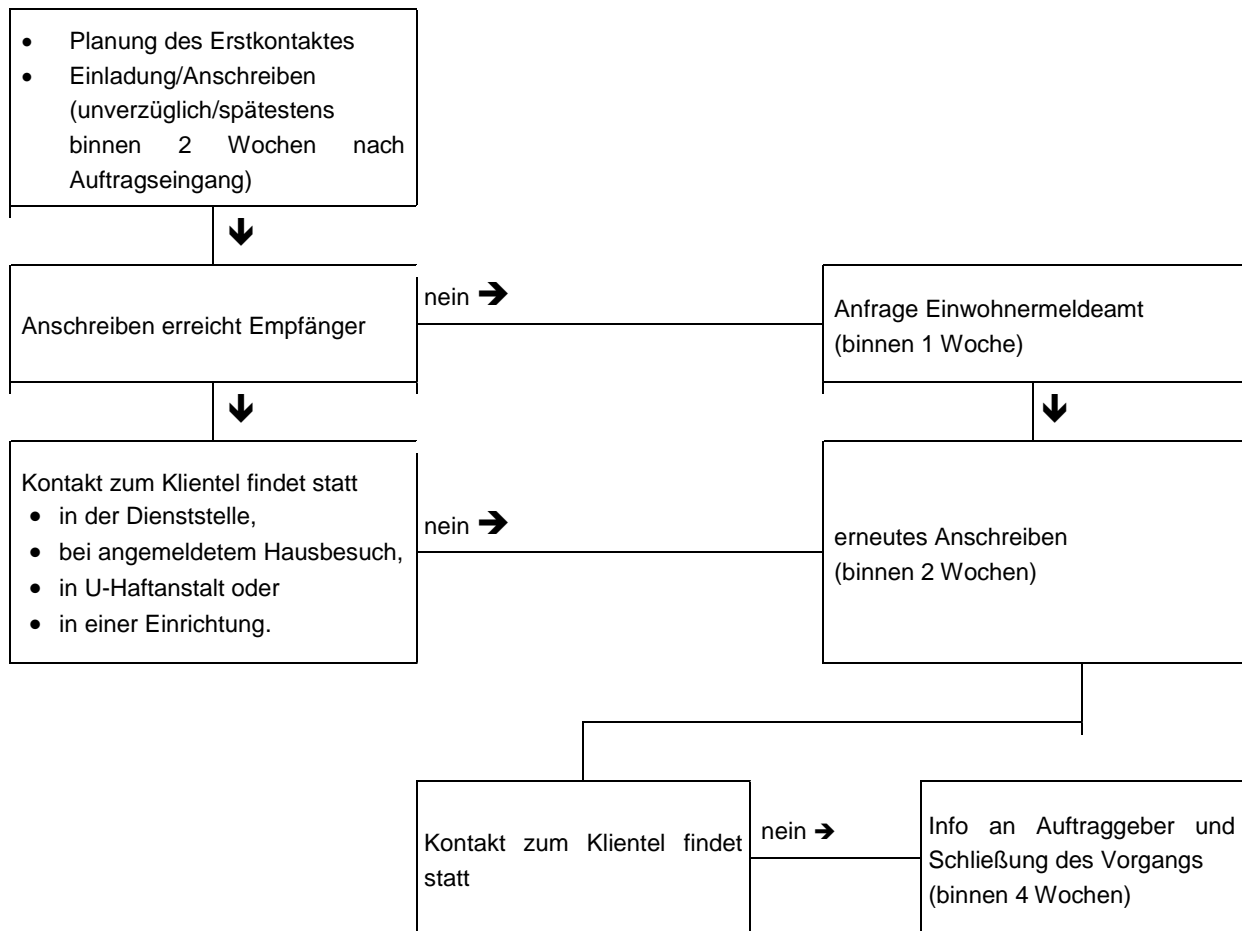 • Planung des Erstkontaktes
• Einladung/Anschreiben
(unverzüglich/spätestens
binnen 2 Wochen nach
Auftragseingang)
Anschreiben erreicht Empfänger
nein
Anfrage Einwohnermeldeamt
(binnen 1 Woche)
Kontakt zum Klientel findet statt
• in der Dienststelle,
• bei angemeldetem Hausbesuch,
• in U-Haftanstalt oder
• in einer Einrichtung.
nein
erneutes Anschreiben
(binnen 2 Wochen)
Kontakt zum Klientel findet
statt
nein
Info an Auftraggeber und
Schließung des Vorgangs
(binnen 4 Wochen)